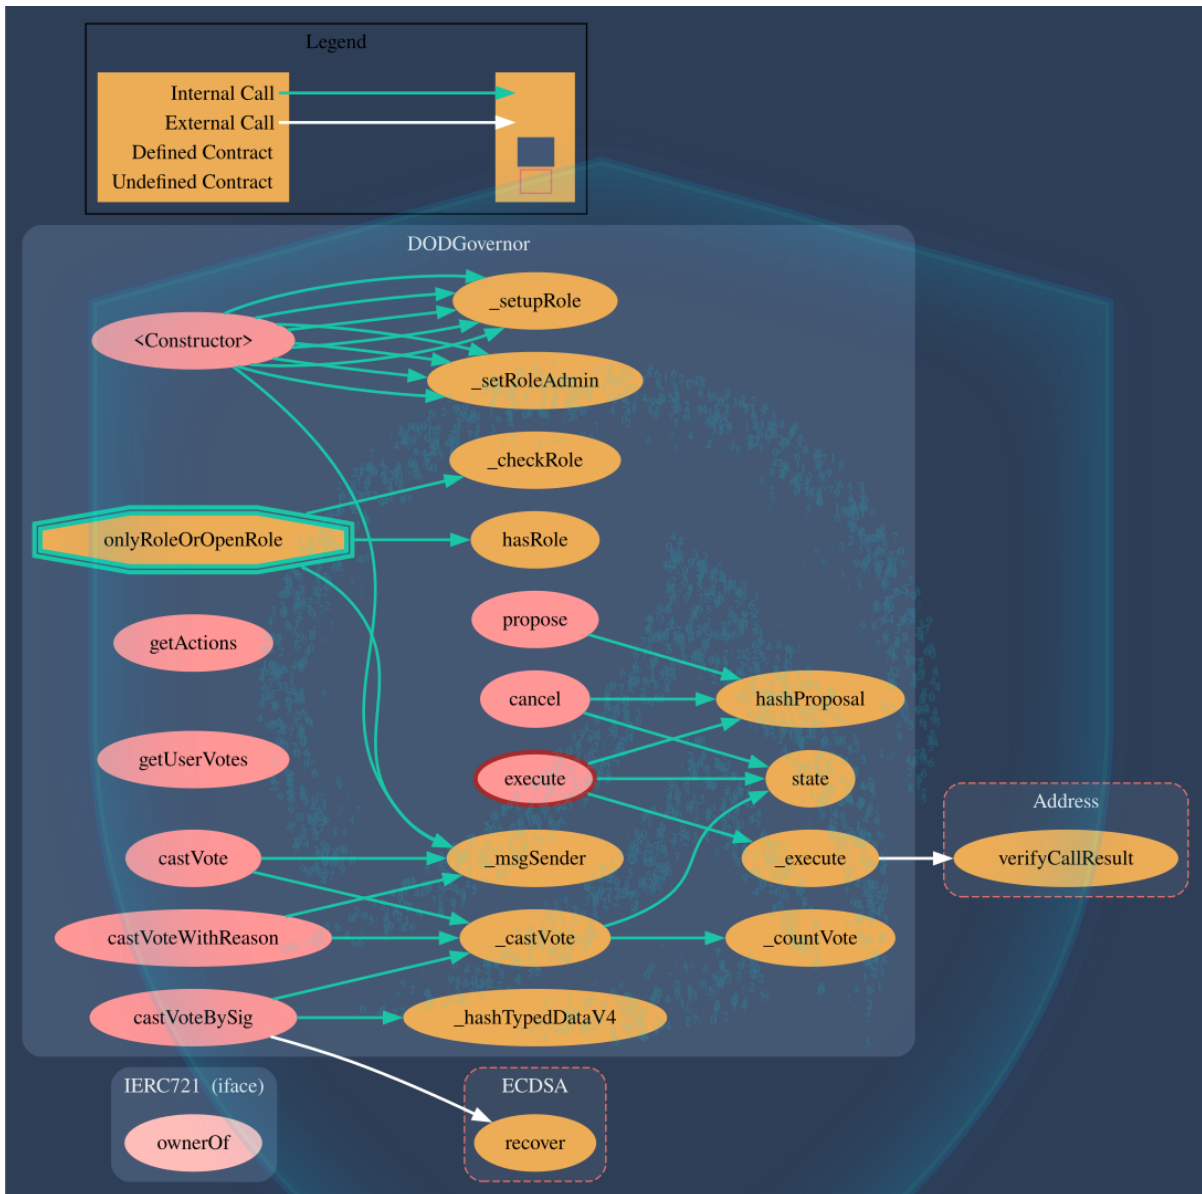 Legend
Internal Call
External Call
Defined Contract
Undefined Contract
DODGovernor
_setupRole
<Constructor>
_setRoleAdmin
_checkRole
onlyRoleOrOpenRole
hasRole
propose
getActions
cancel
hashProposal
getUserVotes
execute
state
Address
castVote
_msgSender
_execute
verifyCallResult
castVoteWithReason
_castVote
_countVote
castVoteBySig
_hashTypedDataV4
IERC721 (iface)
ECDSA
ownerOf
recover